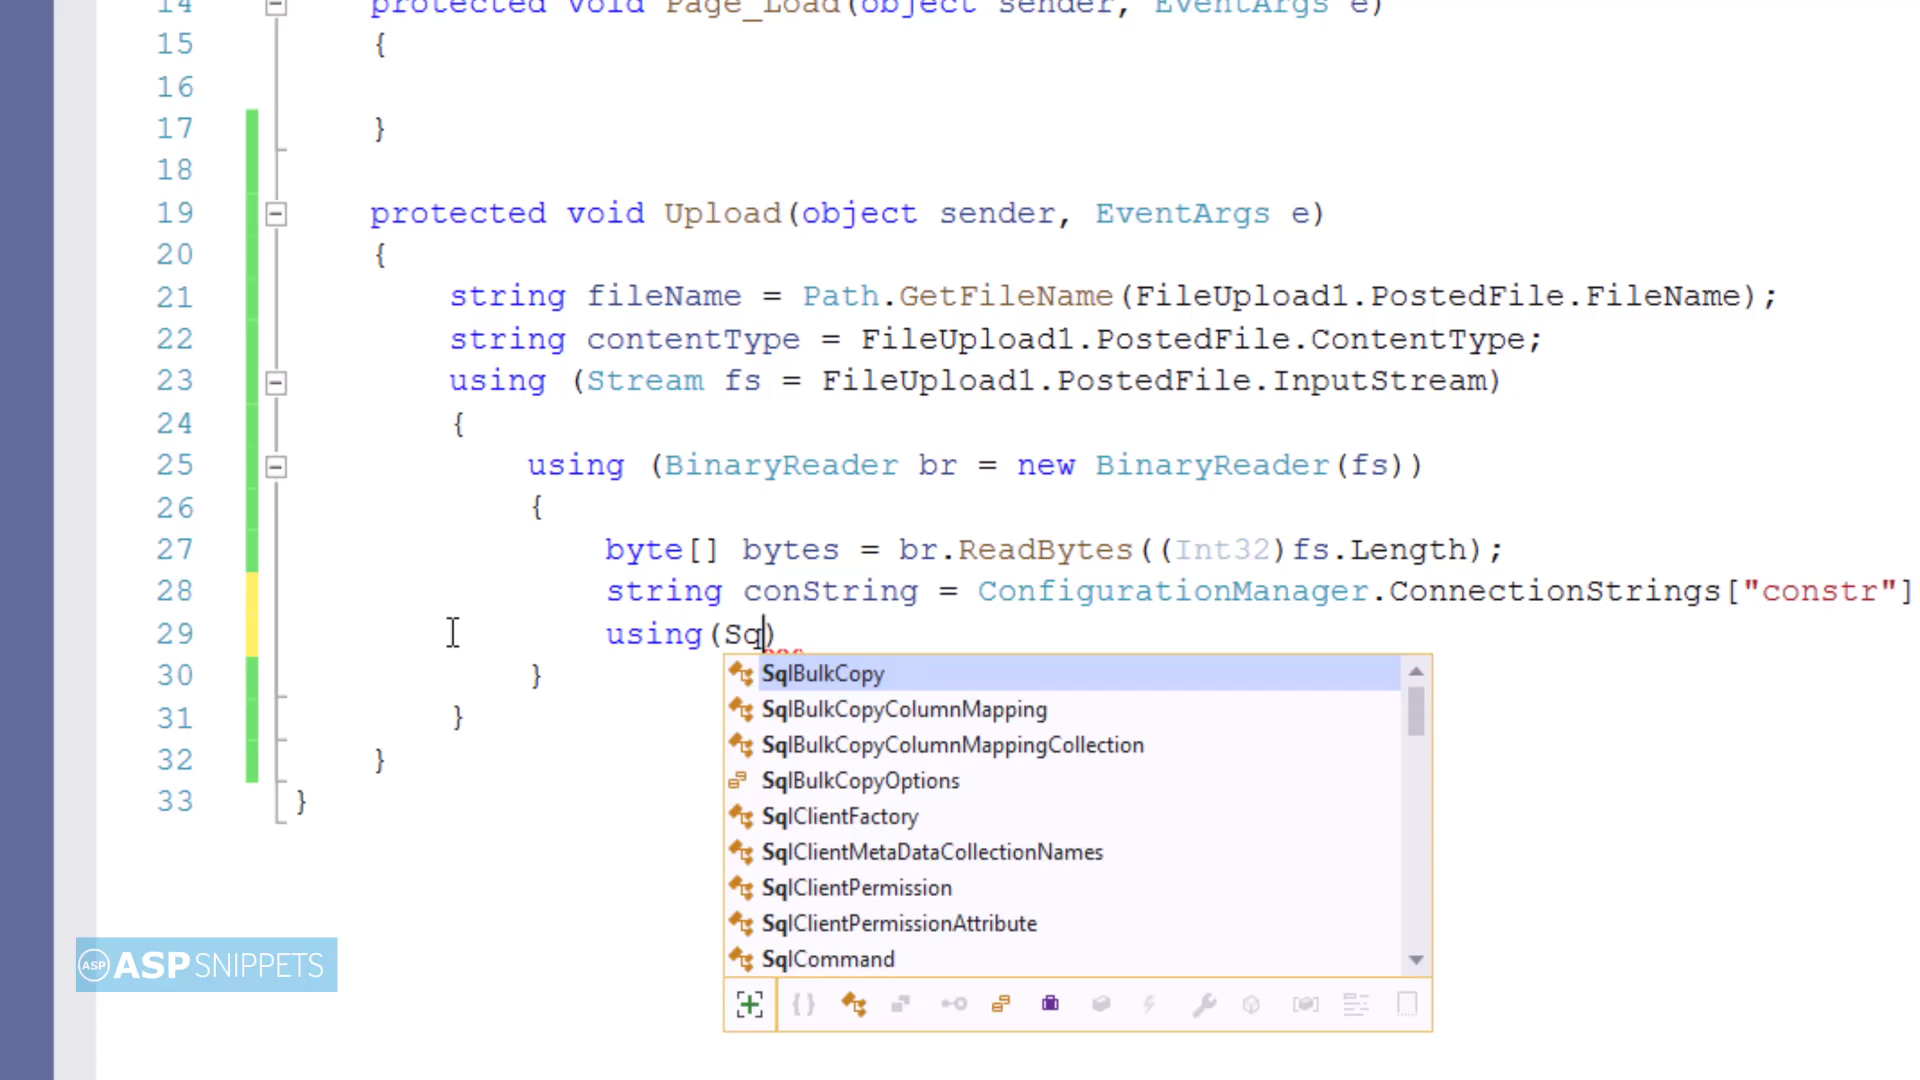 14 protected void Page_Load(object sender, EventArgs e)
15 {
16
17 }
18
19 protected void Upload(object sender, EventArgs e)
20 {
21 string fileName = Path.GetFileName(FileUpload1.PostedFile.FileName);
22 string contentType = FileUpload1.PostedFile.ContentType;
23 using (Stream fs = FileUpload1.PostedFile.InputStream)
24 {
25 using (BinaryReader br = new BinaryReader(fs))
26 {
27 byte[] bytes = br.ReadBytes((Int32)fs.Length);
28 string conString = ConfigurationManager.ConnectionStrings["constr"]
29 using(Sq)
30 }
31 }
32 }
33 }
SqlBulkCopy
SqlBulkCopyColumnMapping
SqlBulkCopyColumnMappingCollection
SqlBulkCopyOptions
SqlClientFactory
SqlClientMetaDataCollectionNames
SqlClientPermission
SqlClientPermissionAttribute
SqlCommand
ASP ASPSNIPPETS